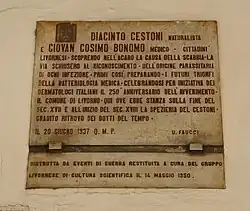 DIACINTO CESTONI NATURALISTA
E GIOVAN COSIMO BONOMO MEDICO - CITTADINI
LIVORNESI - SCOPRENDO NELL'ACARO LA CAUSA DELLA SCABBIA - LA
VIA SCHIUSERO AL RICONOSCIMENTO - DELL'ORIGINE PARASSITARIA
DI OGNI INFEZIONE - PRIMI COSÌ PREPARANDO - I FUTURI TRIONFI
DELLA BATTERIOLOGIA MEDICA - CELEBRANDOSI PER INIZIATIVA DEI
DERMATOLOGI ITALIANI IL 250° ANNIVERSARIO DELL'AVVENIMENTO
IL COMUNE DI LIVORNO - QUI OVE EBBE STANZA SULLA FINE DEL
SEC. XVII E ALL'INIZIO DEL SEC. XVIII LA SPEZIERIA DEL CESTONI
GRADITO RITROVO DEI DOTTI DEL TEMPO -
IL 20 GIUGNO 1937 Q. M. P. U. FAUCCI
DISTRUTTA DA EVENTI DI GUERRA RESTITUITA A CURA DEL GRUPPO
LIVORNESE DI CULTURA SCIENTIFICA IL 14 MAGGIO 1950